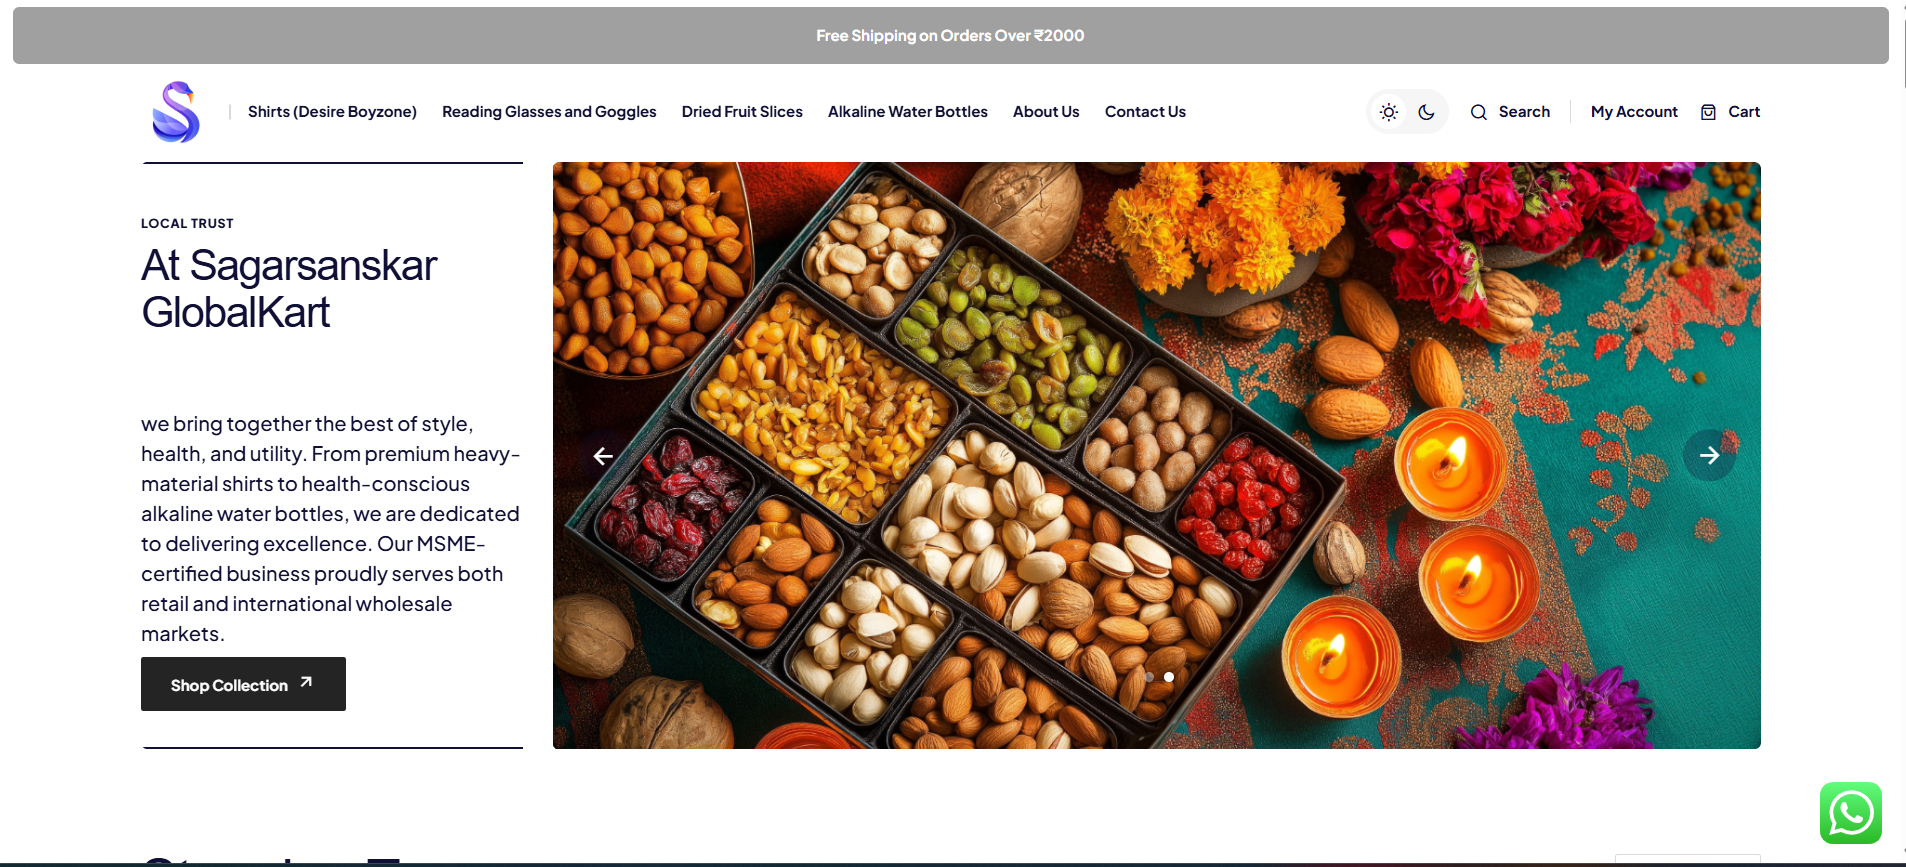 Free Shipping on Orders Over ₹2000
Shirts (Desire Boyzone)
Reading Glasses and Goggles
Dried Fruit Slices
Alkaline Water Bottles
About Us
Contact Us
Search
My Account
Cart
LOCAL TRUST
At Sagarsanskar
GlobalKart
we bring together the best of style,
health, and utility. From premium heavy-
material shirts to health-conscious
alkaline water bottles, we are dedicated
to delivering excellence. Our MSME-
certified business proudly serves both
retail and international wholesale
markets.
Shop Collection